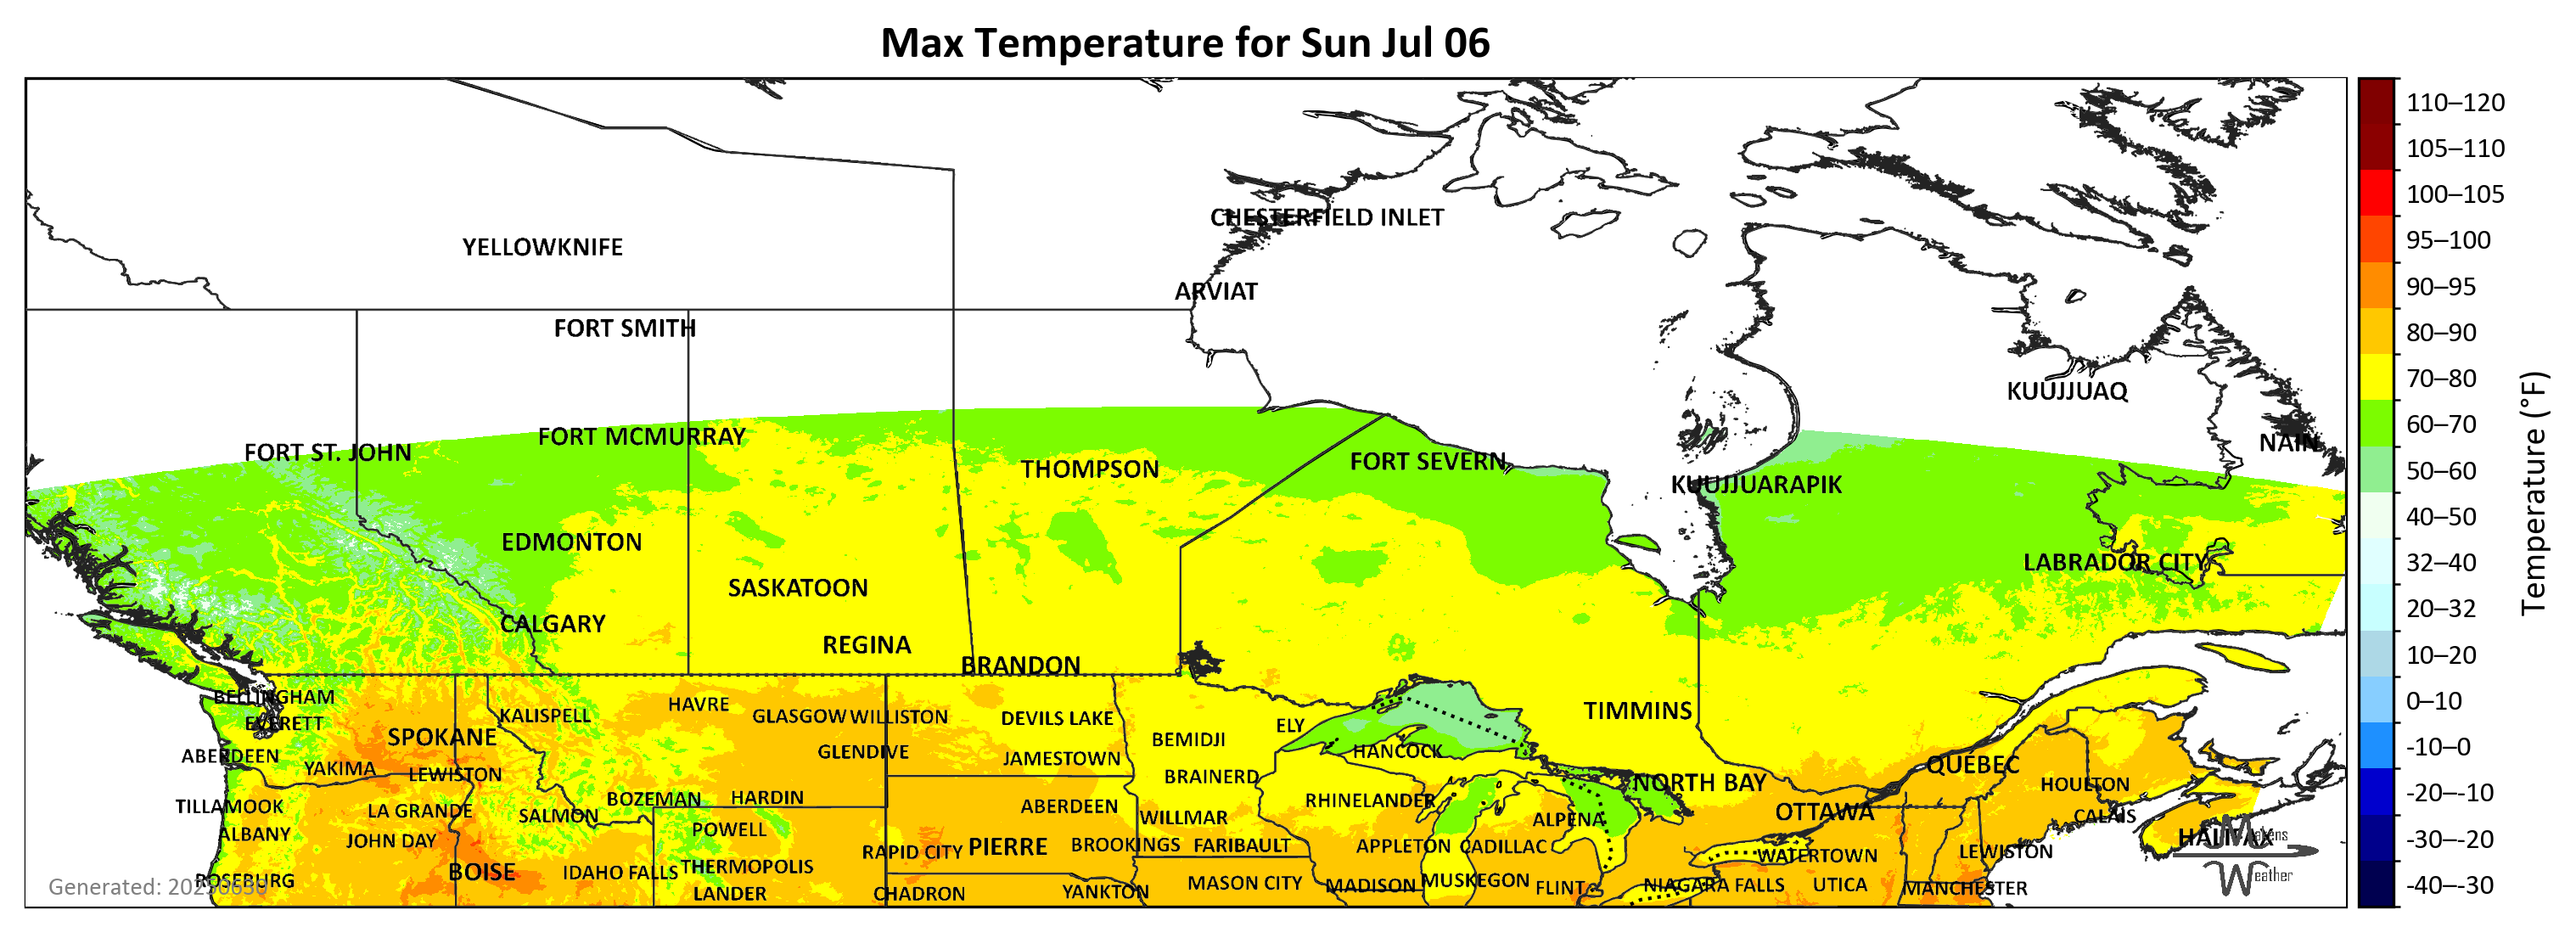 Max Temperature for Sun Jul 06
CHESTERFIELD INLET
YELLOWKNIFE
ARVIAT
FORT SMITH
KUUJJUAQ
FORT MCMURRAY
NAIN
FORT ST. JOHN
FORT SEVERN
THOMPSON
KUUJJUARAPIK
EDMONTON
LABRADOR CITY
SASKATOON
CALGARY
REGINA
BRANDON
BELLINGHAM
HAVRE
TIMMINS
KALISPELL
GLASGOW
WILLISTON
DEVILS LAKE
EVERETT
ELY
SPOKANE
BEMIDJI
HANCOCK
GLENDIVE
ABERDEEN
JAMESTOWN
QUÉBEC
YAKIMA
LEWISTON
BRAINERD
NORTH BAY
HOULTON
BOZEMAN
HARDIN
RHINELANDER
TILLAMOOK
ABERDEEN
LA GRANDE
OTTAWA
SALMON
WILLMAR
CALAIS
ALPENA
POWELL
ALBANY
HALIFAX
JOHN DAY
PIERRE
BROOKINGS
FARIBAULT
APPLETON
CADILLAC
RAPID CITY
LEWISTON
WATERTOWN
THERMOPOLIS
BOISE
IDAHO FALLS
ROSEBURG
MUSKEGON
MASON CITY
MADISON
NIAGARA FALLS
UTICA
FLINT
MANCHESTER
YANKTON
LANDER
CHADRON
Makens
Weather
110–120
105–110
100–105
95–100
90–95
80–90
70–80
60–70
50–60
40–50
32–40
20–32
10–20
0–10
-10–0
-20–-10
-30–-20
-40–-30
Temperature (°F)